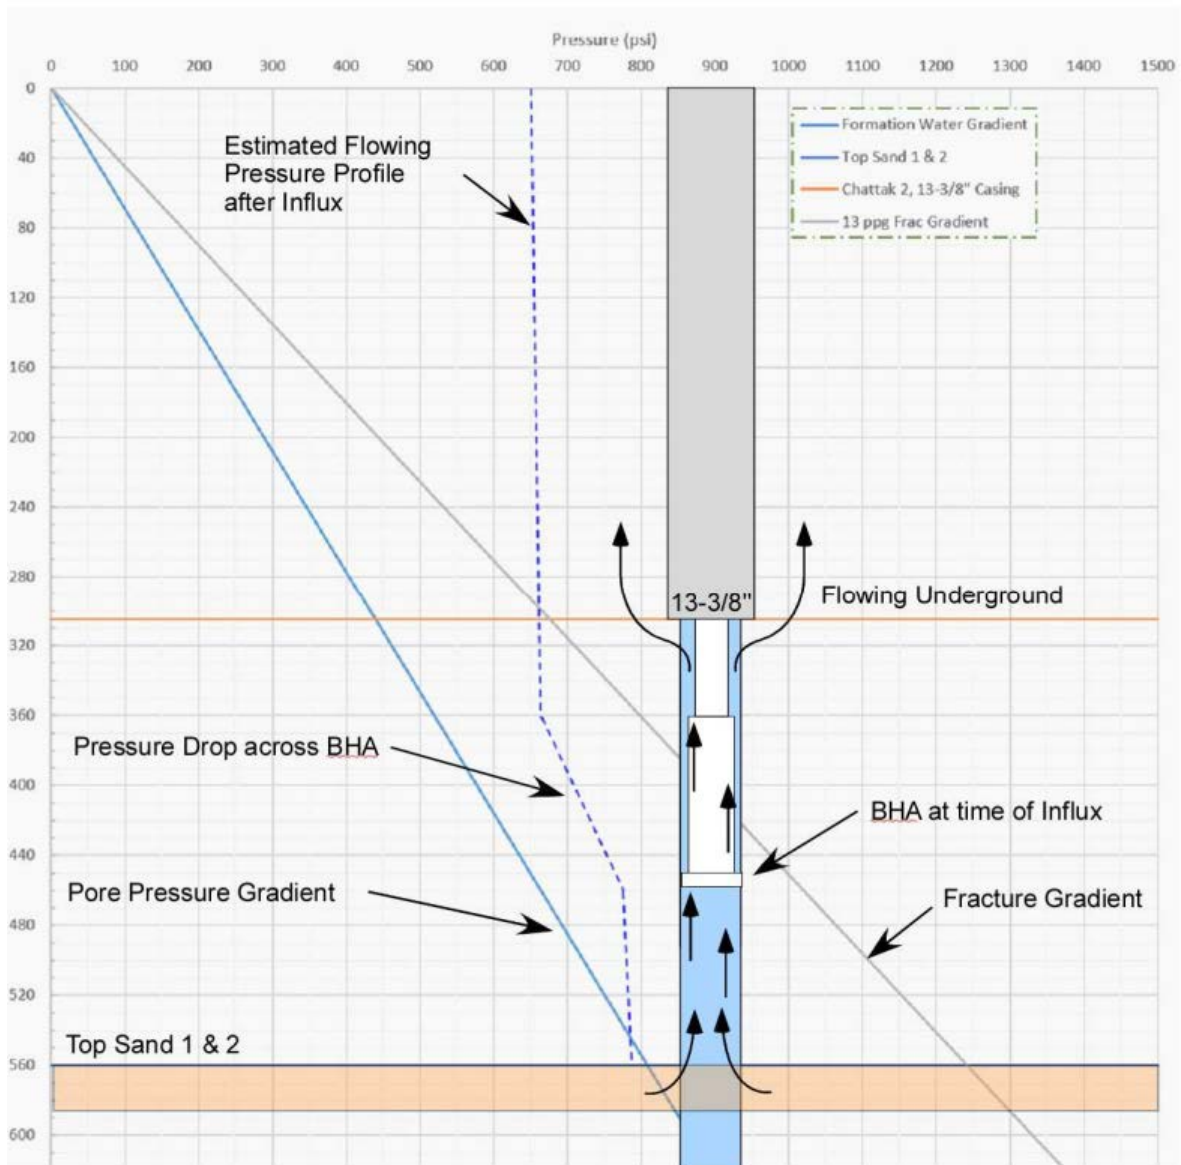 Pressure (psi)
0 100 200 300 400 500 600 700 800 900 1000 1100 1200 1300 1400 1500
0
40
80
120
160
200
240
280
320
360
400
440
480
520
560
600
Formation Water Gradient
Top Sand 1 & 2
Chattak 2, 13-3/8" Casing
13 ppg Frac Gradient
Estimated Flowing
Pressure Profile
after Influx
13-3/8"
Flowing Underground
Pressure Drop across BHA
BHA at time of Influx
Pore Pressure Gradient
Fracture Gradient
Top Sand 1 & 2